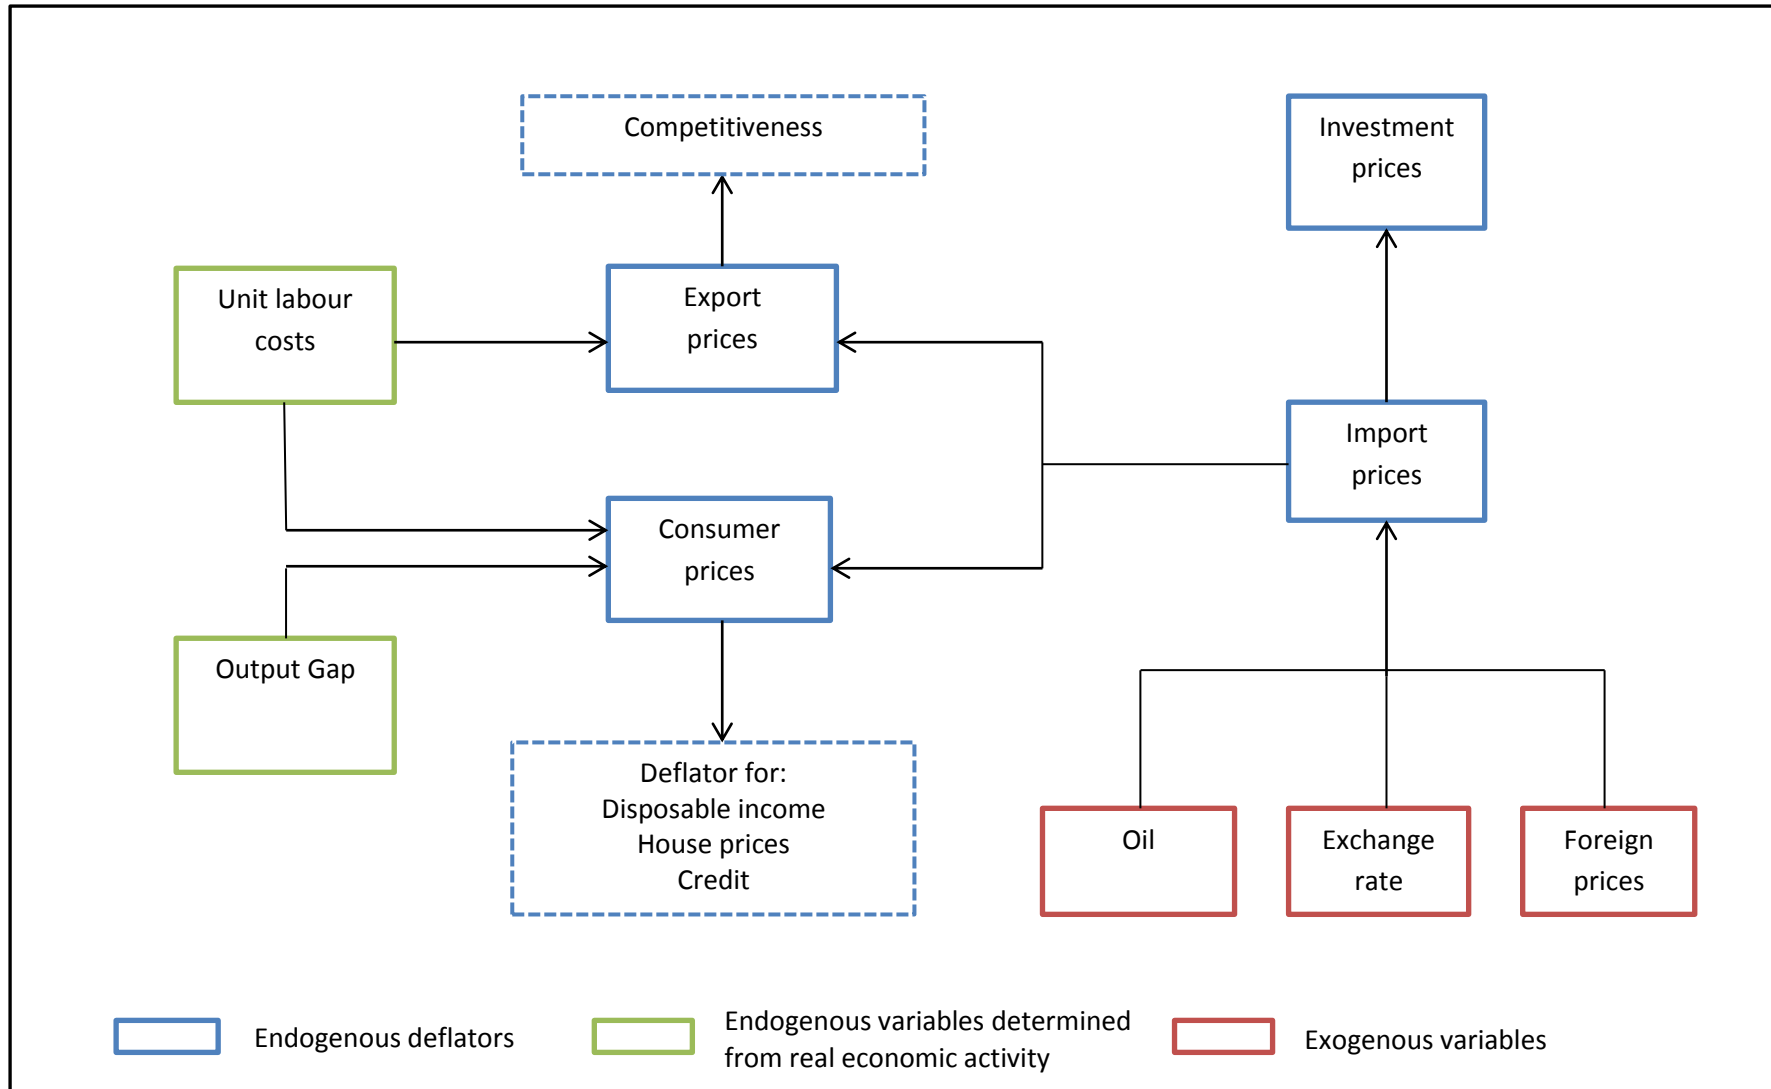 Competitiveness
Investment
prices
Unit labour
costs
Export
prices
Import
prices
Consumer
prices
Output Gap
Deflator for:
Disposable income
House prices
Credit
Oil
Exchange
rate
Foreign
prices
Endogenous deflators
Endogenous variables determined
from real economic activity
Exogenous variables